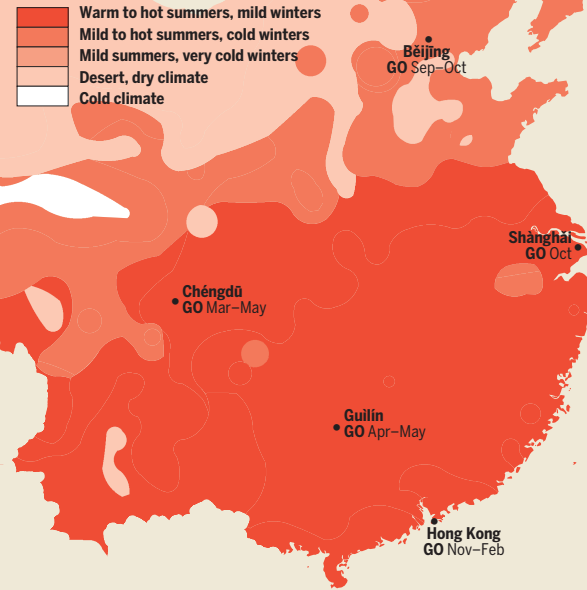 Warm to hot summers, mild winters
Mild to hot summers, cold winters
Mild summers, very cold winters
Desert, dry climate
Cold climate
Běijīng
GO Sep–Oct
Shànghǎi
GO Oct
Chéngdū
GO Mar–May
Guìlín
GO Apr–May
Hong Kong
GO Nov–Feb